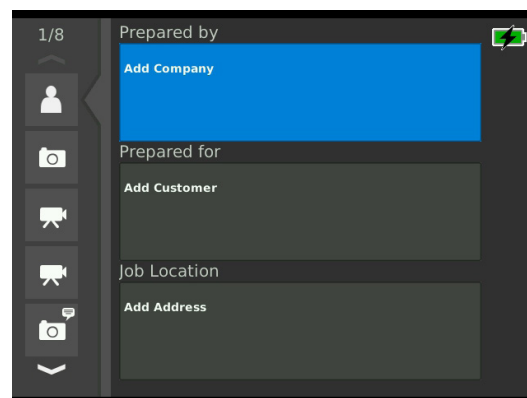 1/8
Prepared by
Add Company
Prepared for
Add Customer
Job Location
Add Address